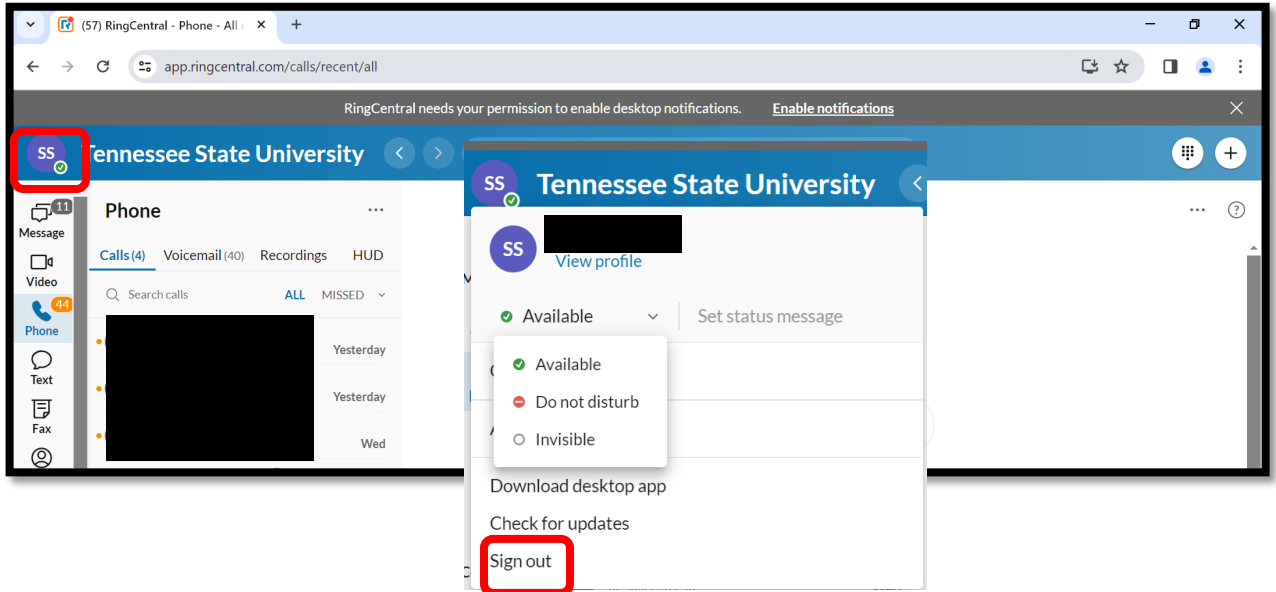 (57) RingCentral - Phone - All
app.ringcentral.com/calls/recent/all
RingCentral needs your permission to enable desktop notifications. Enable notifications
SS Tennessee State University
11
Message
Video
44
Phone
Text
Fax
Phone
Calls (4) Voicemail (40) Recordings HUD
Search calls ALL MISSED
Yesterday
Yesterday
Wed
SS Tennessee State University
SS
View profile
Available Set status message
Available
Do not disturb
Invisible
Download desktop app
Check for updates
Sign out